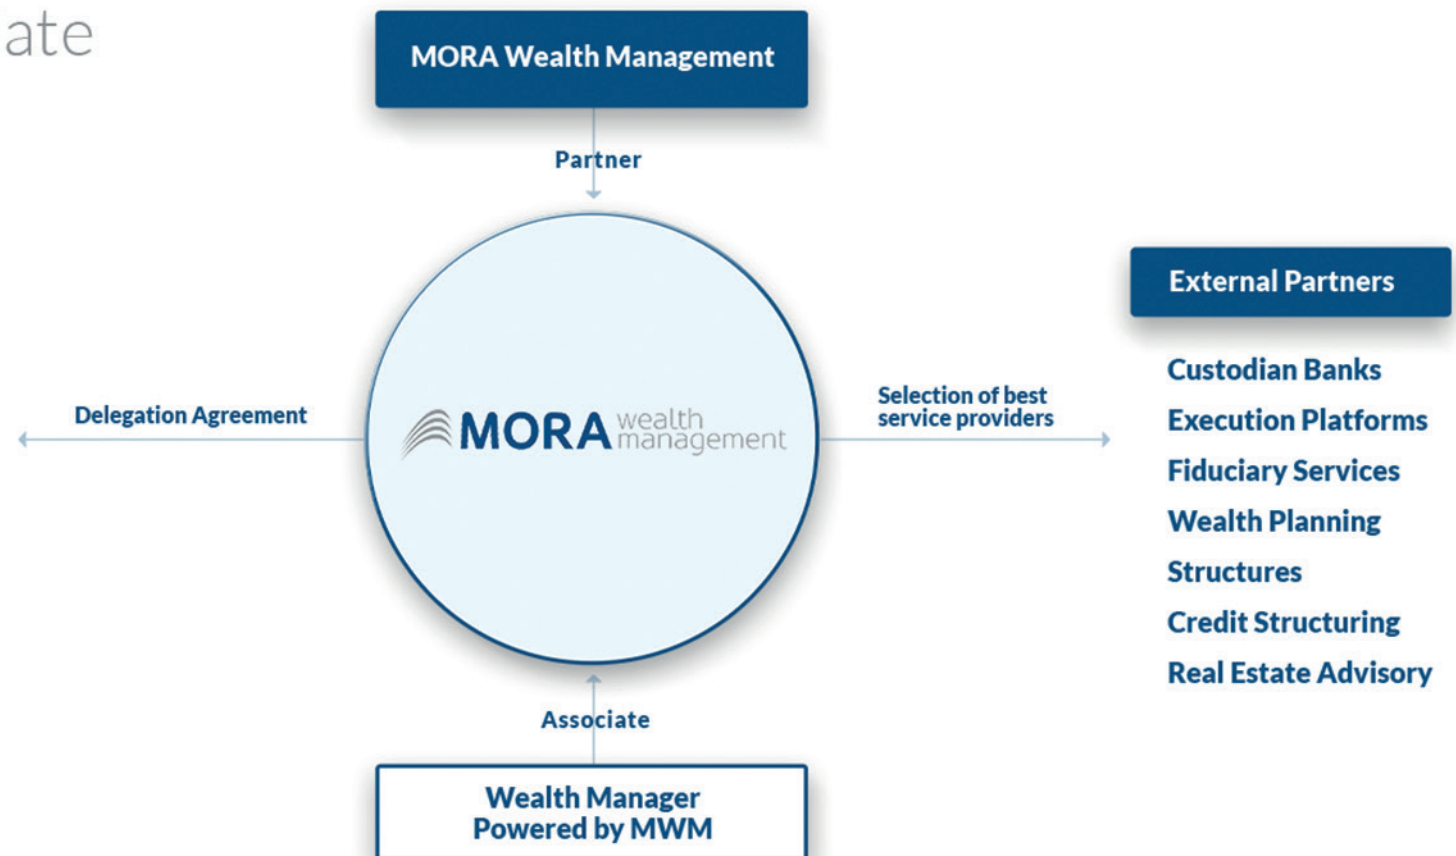 ate
MORA Wealth Management
Partner
External Partners
Custodian Banks
Execution Platforms
Fiduciary Services
Wealth Planning
Structures
Credit Structuring
Real Estate Advisory
Selection of best
service providers
Delegation Agreement
MORA wealth
management
Associate
Wealth Manager
Powered by MWM